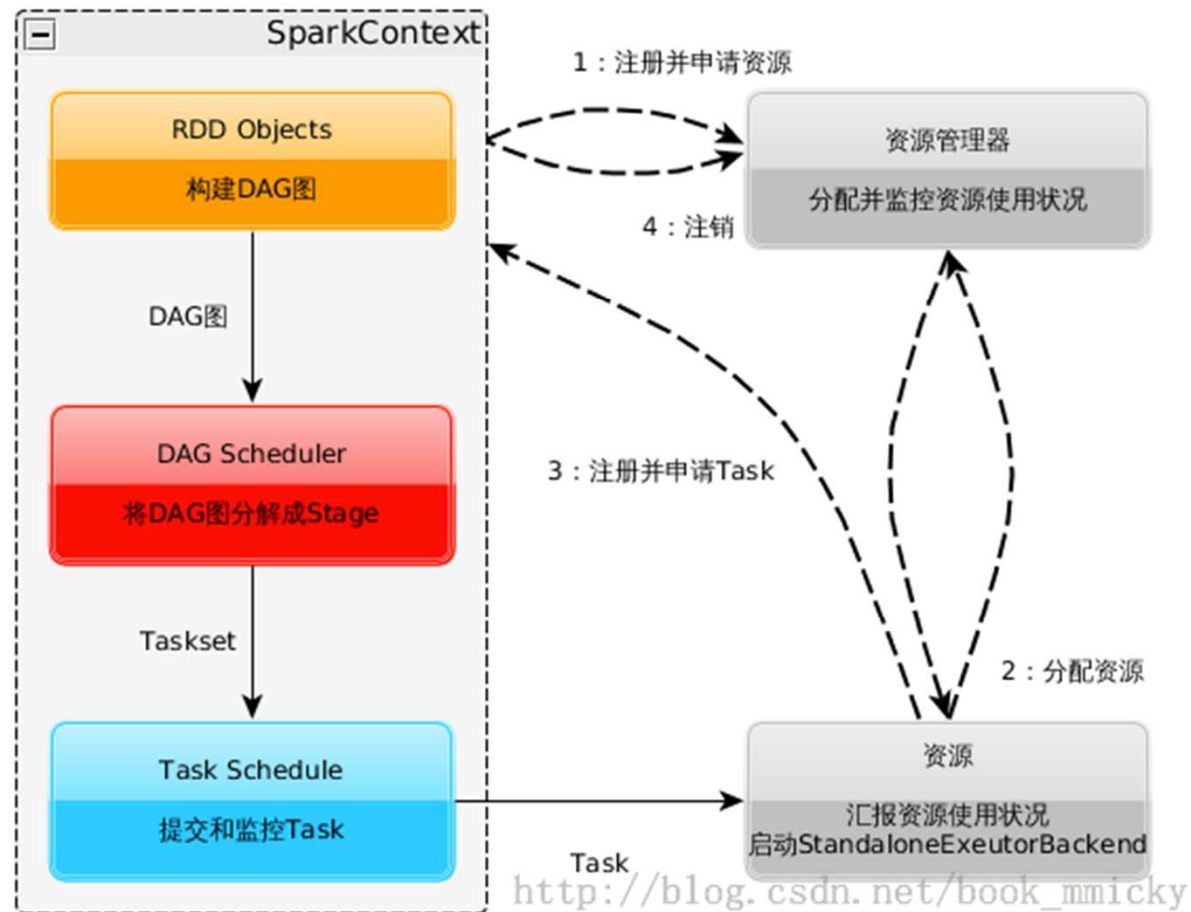 SparkContext
1：注册并申请资源
RDD Objects
构建DAG图
资源管理器
分配并监控资源使用状况
4：注销
DAG图
DAG Scheduler
将DAG图分解成Stage
3：注册并申请Task
Taskset
2：分配资源
Task Schedule
提交和监控Task
资源
汇报资源使用状况
启动StandaloneExeutorBackend
Task
http://blog.csdn.net/book_mmicky